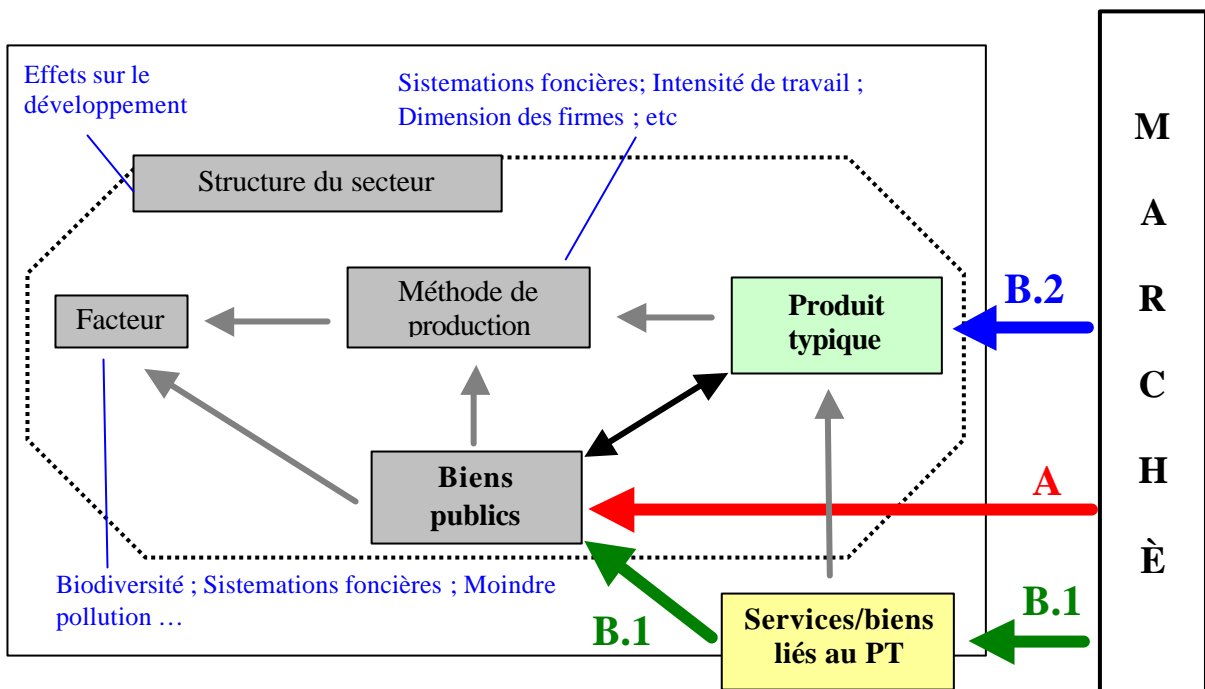 Effets sur le
développement
Sistemations foncières; Intensité de travail ;
Dimension des firmes ; etc
Structure du secteur
Facteur
Méthode de
production
Produit
typique
B.2
Biens
publics
A
Biodiversité ; Sistemations foncières ; Moindre
pollution …
B.1
Services/biens
liés au PT
B.1
M
A
R
C
H
È